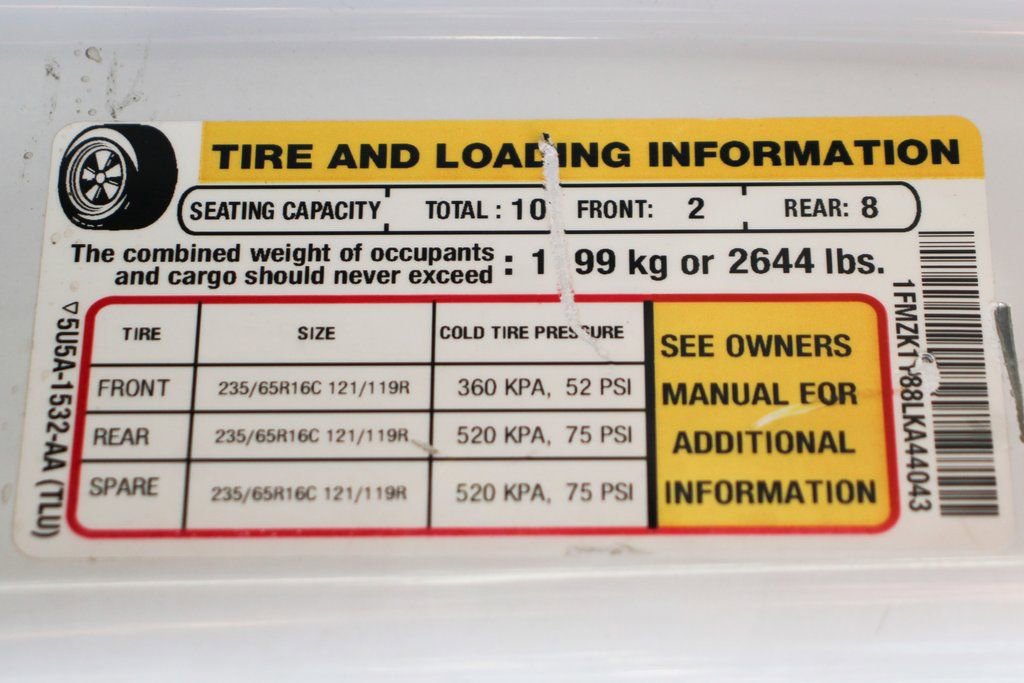 TIRE AND LOADING INFORMATION
SEATING CAPACITY TOTAL : 10 FRONT: 2 REAR: 8
The combined weight of occupants
and cargo should never exceed : 1 99 kg or 2644 lbs.
TIRE SIZE COLD TIRE PRESSURE
FRONT 235/65R16C 121/119R 360 KPA, 52 PSI
REAR 235/65R16C 121/119R 520 KPA, 75 PSI
SPARE 235/65R16C 121/119R 520 KPA, 75 PSI
SEE OWNERS
MANUAL FOR
ADDITIONAL
INFORMATION
5U5A-1532-AA (TLU)
1FMZK1Y88LKA44043